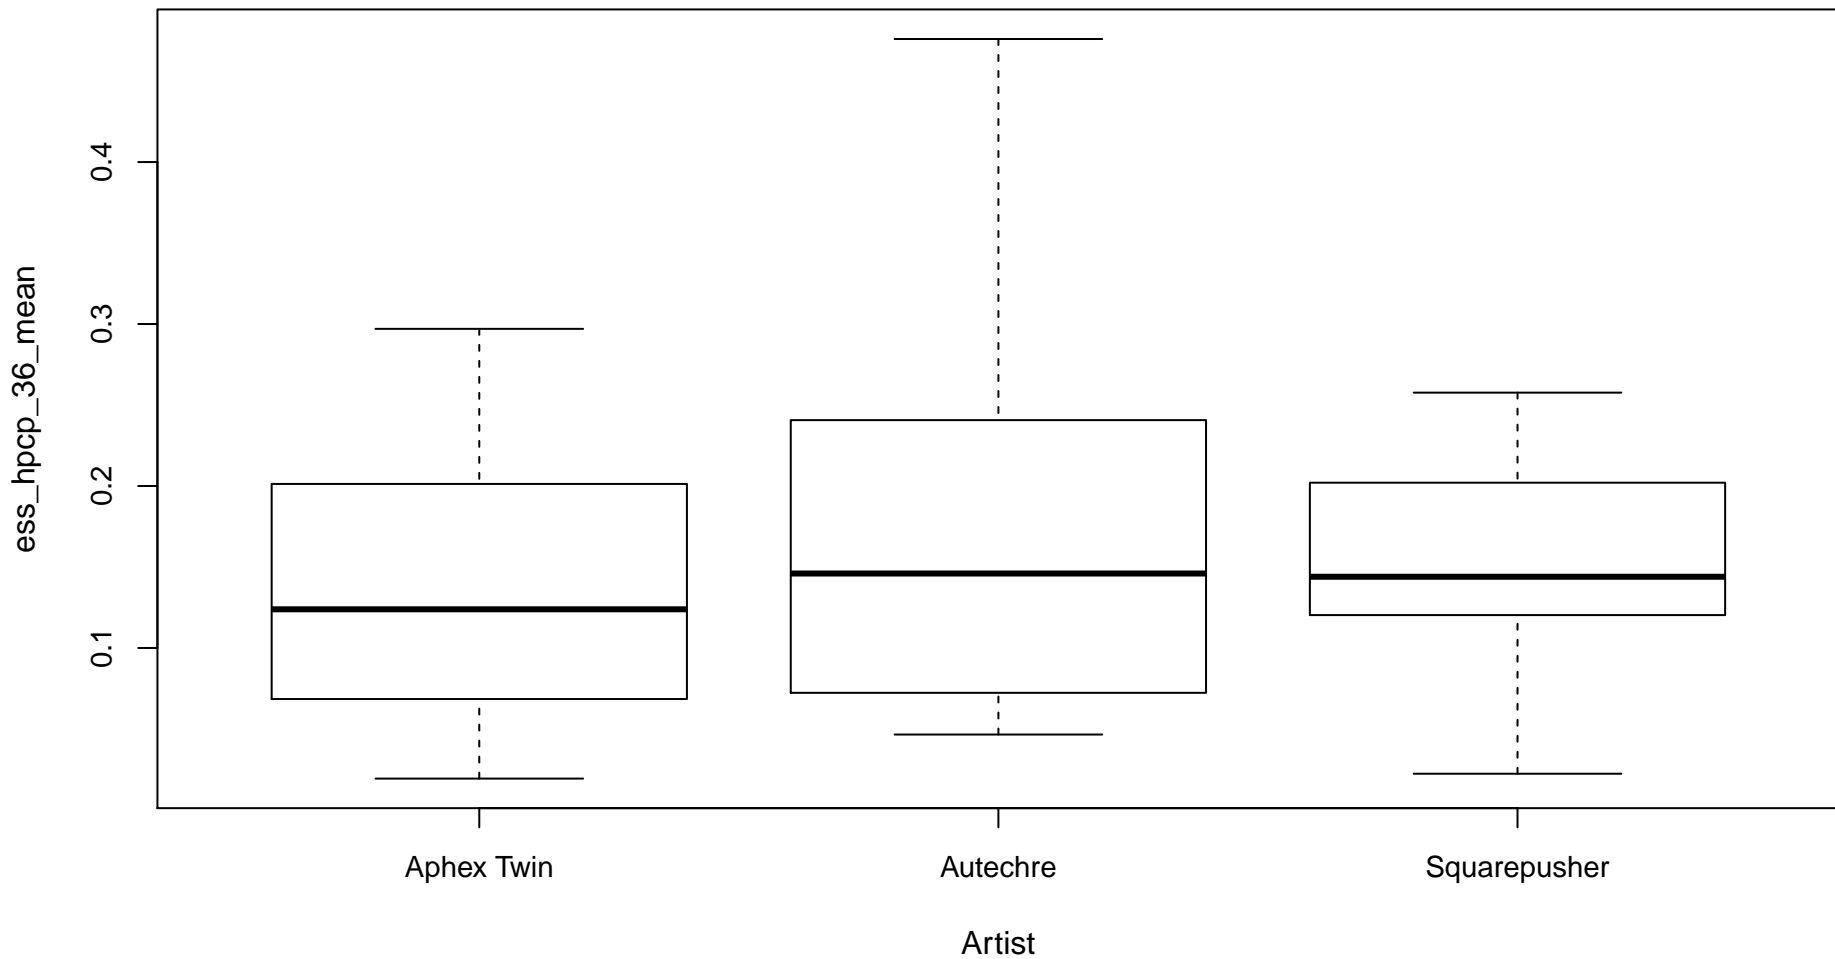 ess_hpcp_36_mean
0.4
0.3
0.2
0.1
Aphex Twin Autechre Squarepusher
Artist